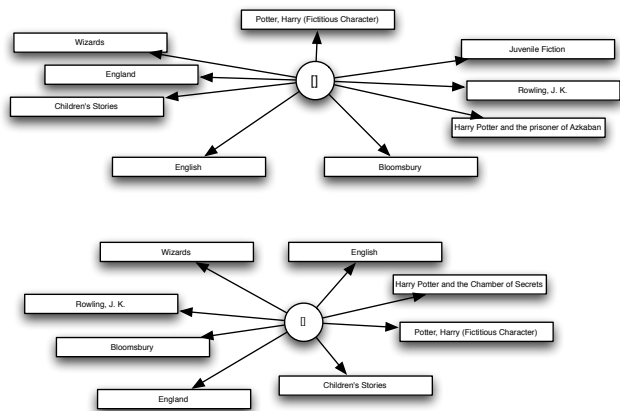 Potter, Harry (Fictitious Character)
Wizards
Juvenile Fiction
England
[]
Rowling, J. K.
Children's Stories
Harry Potter and the prisoner of Azkaban
English
Bloomsbury
Wizards
English
Harry Potter and the Chamber of Secrets
Rowling, J. K.
[]
Potter, Harry (Fictitious Character)
Bloomsbury
Children's Stories
England